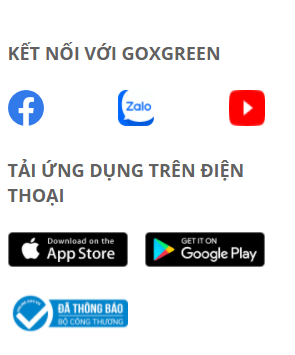 KẾT NỐI VỚI GOXGREEN
Zalo
TẢI ỨNG DỤNG TRÊN ĐIỆN
THOẠI
Download on the
App Store
GET IT ON
Google Play
ĐÃ THÔNG BÁO
BỘ CÔNG THƯƠNG